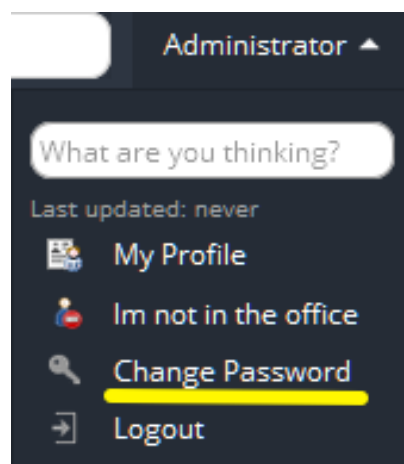 Administrator
What are you thinking?
Last updated: never
My Profile
Im not in the office
Change Password
Logout